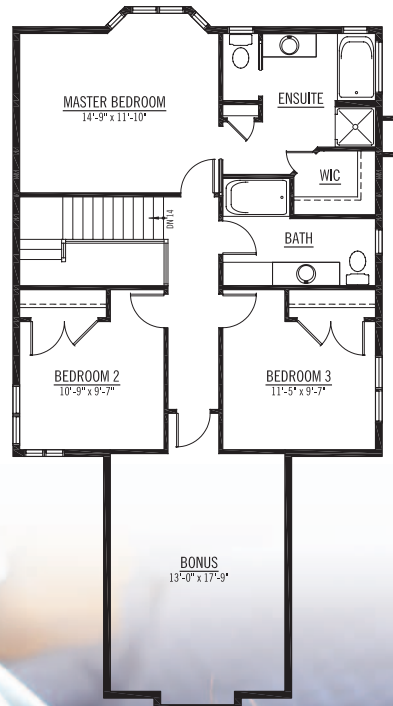 MASTER BEDROOM
14'-9" x 11'-10"
ENSUITE
WIC
DN 14
BATH
BEDROOM 2
10'-9" x 9'-7"
BEDROOM 3
11'-5" x 9'-7"
BONUS
13'-0" x 17'-9"